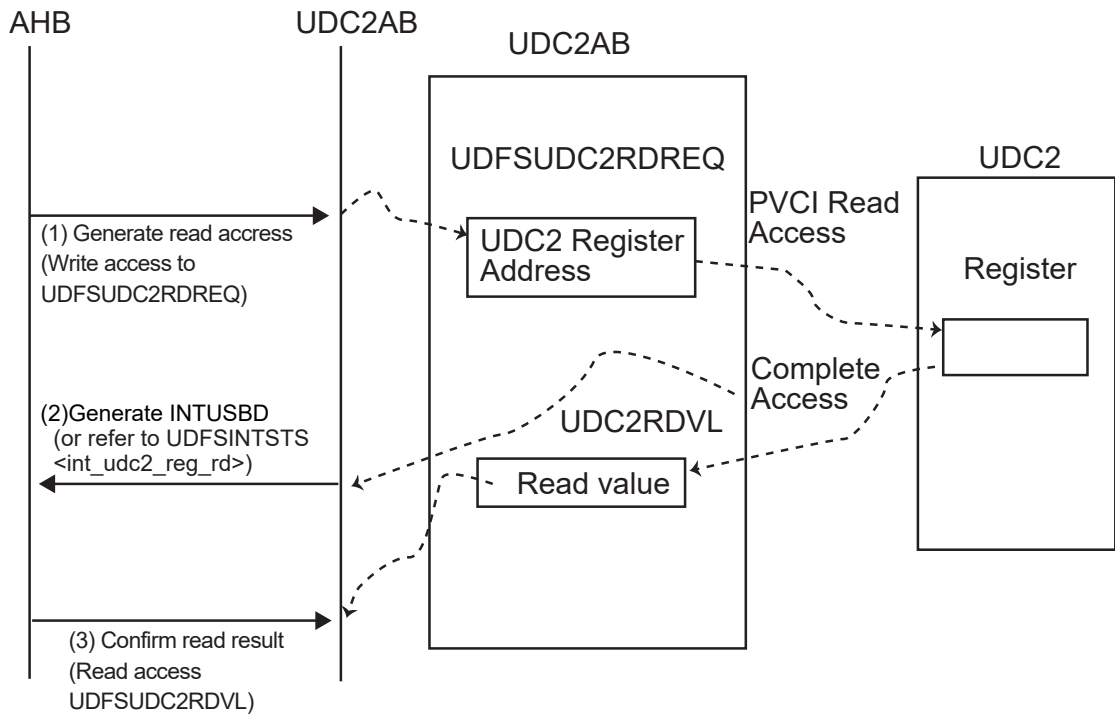 AHB
UDC2AB
UDC2AB
UDFSUDC2RDREQ
UDC2
PVCI Read
Access
(1) Generate read accress
(Write access to
UDFSUDC2RDREQ)
UDC2 Register
Address
Register
Complete
Access
(2)Generate INTUSBD
(or refer to UDFSINTSTS
<int_udc2_reg_rd>)
UDC2RDVL
Read value
(3) Confirm read result
(Read access
UDFSUDC2RDVL)